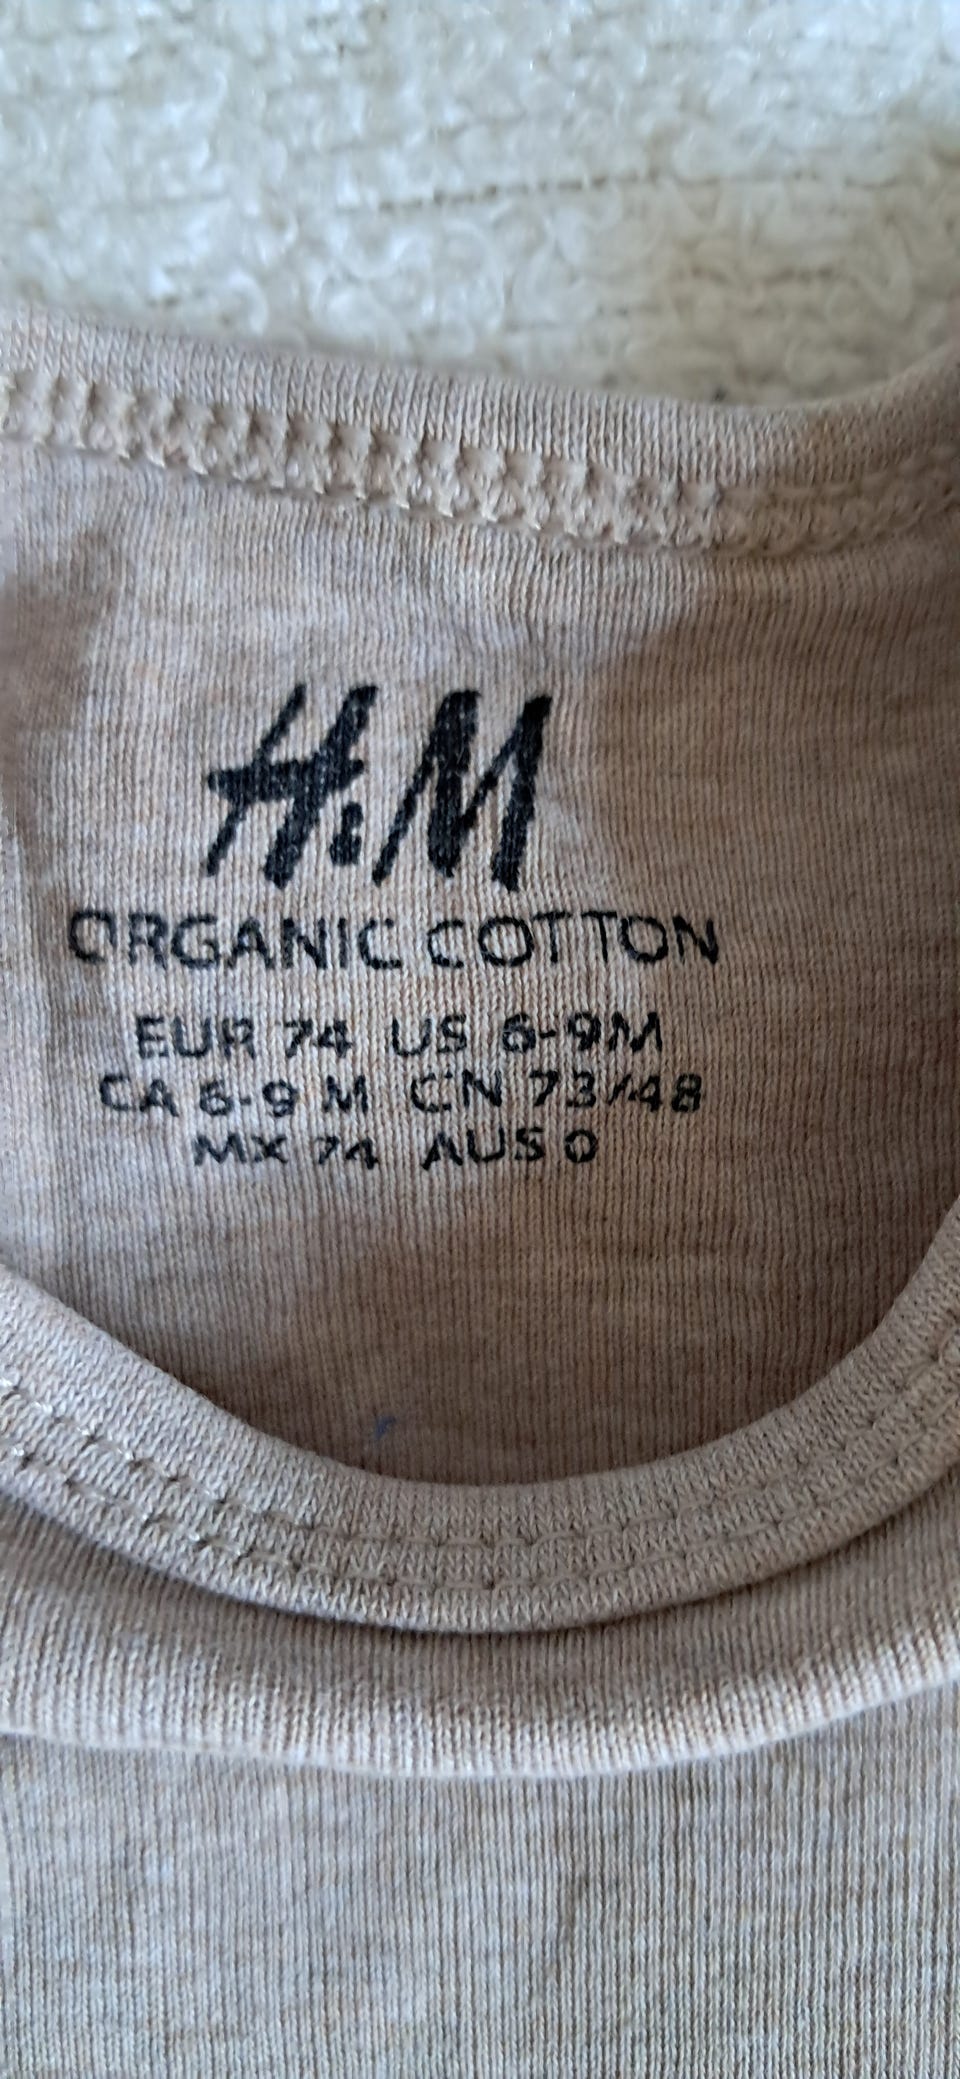 H&M
ORGANIC COTTON
EUR 74 US 6-9M
CA 6-9 M CN 73/48
MX 74 AUS 0